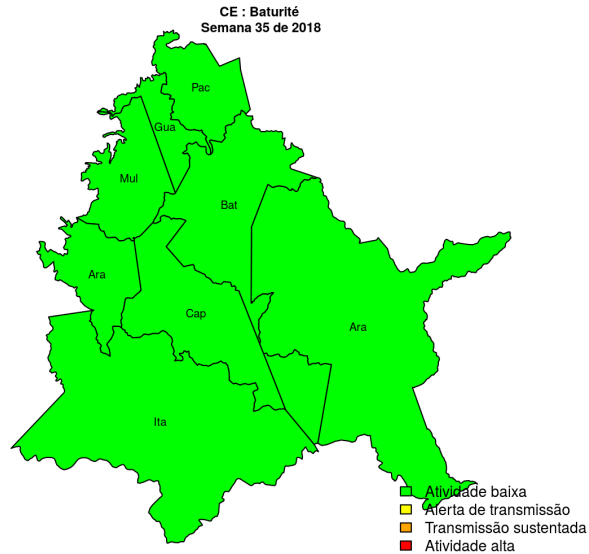 CE : Baturité
Semana 35 de 2018
Pac
Gua
Mul
Bat
Ara
Cap
Ara
Ita
Atividade baixa
Alerta de transmissão
Transmissão sustentada
Atividade alta